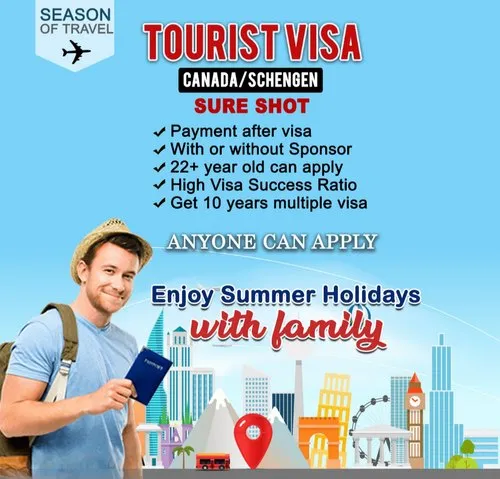 SEASON
OF TRAVEL
TOURIST VISA
CANADA/SCHENGEN
SURE SHOT
Payment after visa
With or without Sponsor
22+ year old can apply
High Visa Success Ratio
Get 10 years multiple visa
ANYONE CAN APPLY
Enjoy Summer Holidays
with family
PASSPORT